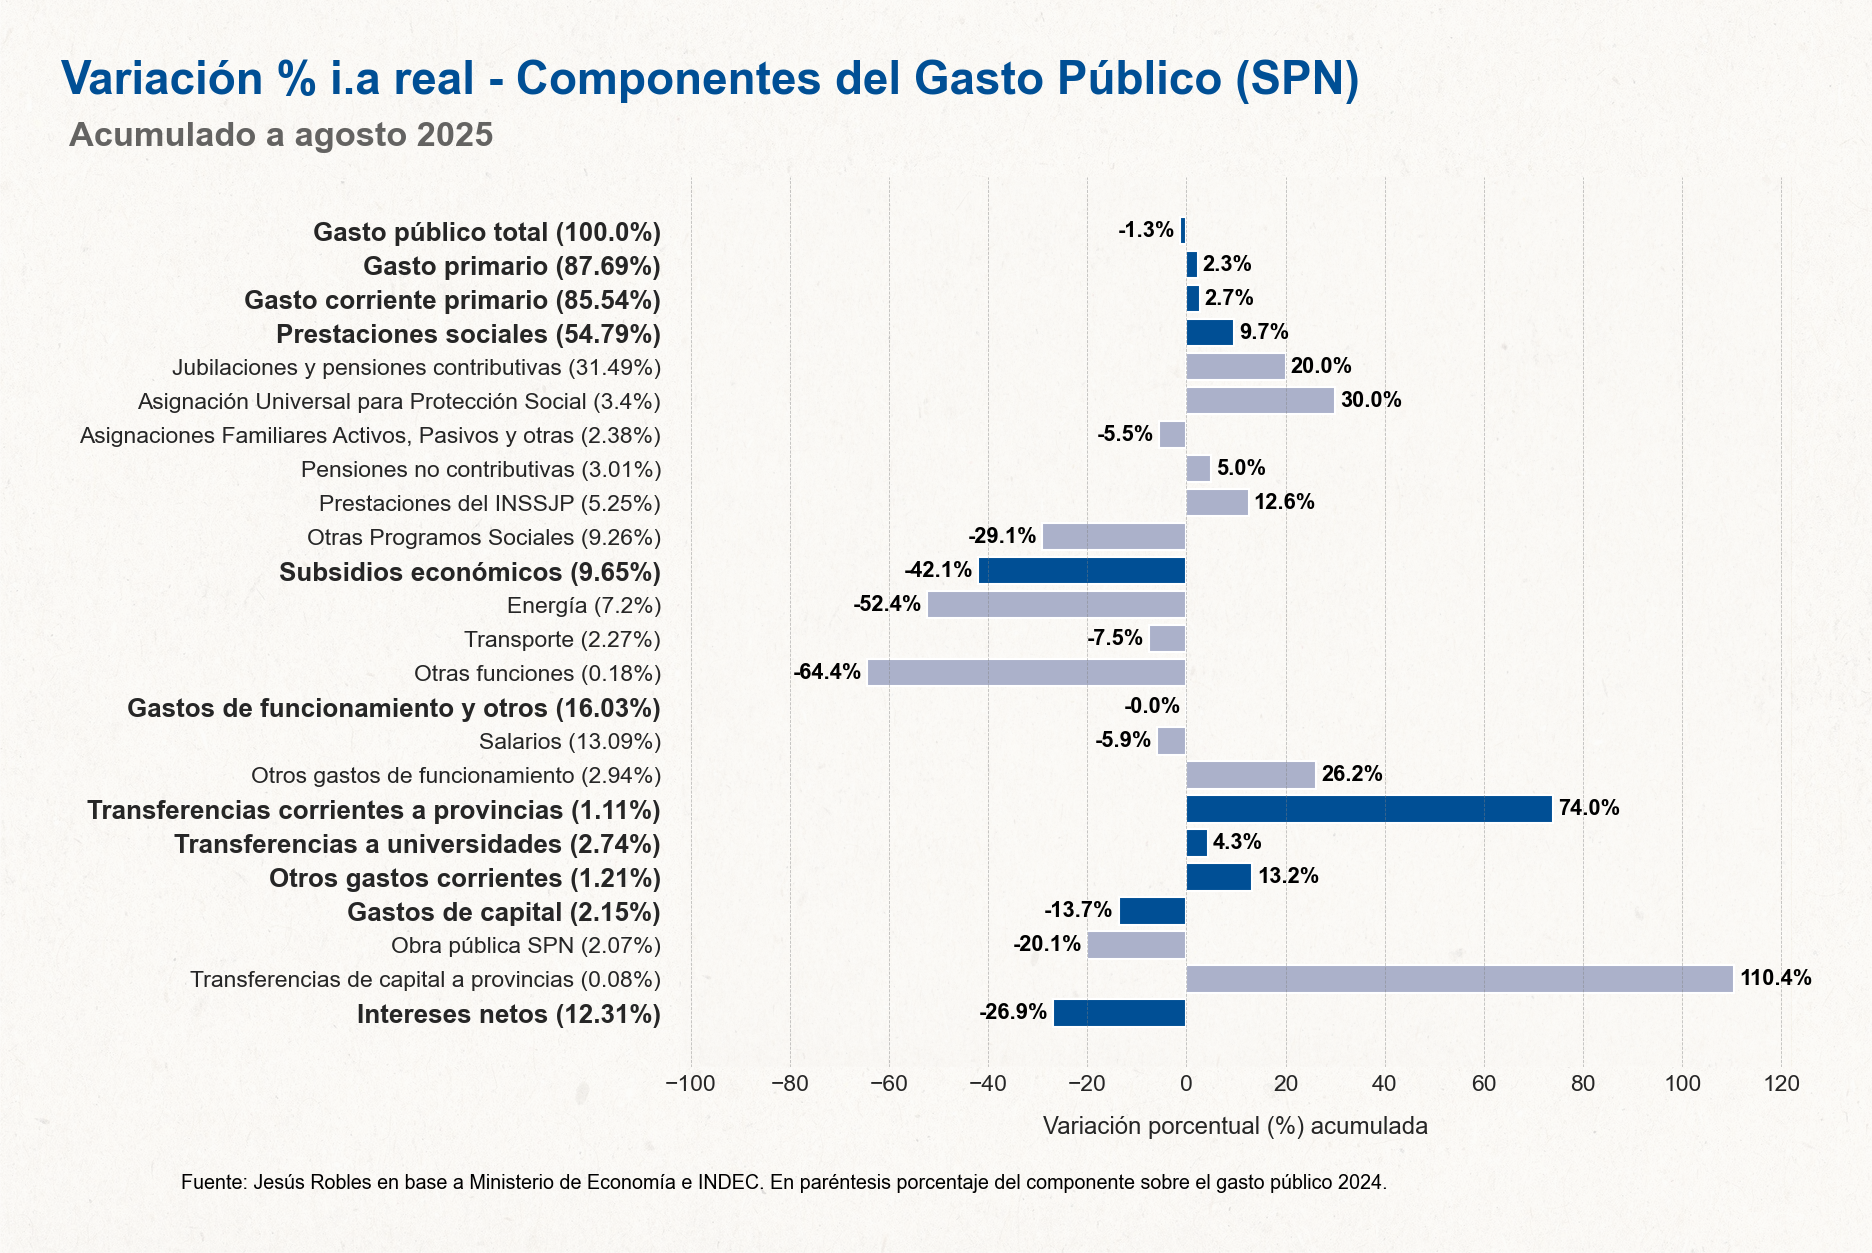 Variación % i.a real - Componentes del Gasto Público (SPN)
Acumulado a agosto 2025
Gasto público total (100.0%) -1.3%
Gasto primario (87.69%) 2.3%
Gasto corriente primario (85.54%) 2.7%
Prestaciones sociales (54.79%) 9.7%
Jubilaciones y pensiones contributivas (31.49%) 20.0%
Asignación Universal para Protección Social (3.4%) 30.0%
Asignaciones Familiares Activos, Pasivos y otras (2.38%) -5.5%
Pensiones no contributivas (3.01%) 5.0%
Prestaciones del INSSJP (5.25%) 12.6%
Otras Programos Sociales (9.26%) -29.1%
Subsidios económicos (9.65%) -42.1%
Energía (7.2%) -52.4%
Transporte (2.27%) -7.5%
Otras funciones (0.18%) -64.4%
Gastos de funcionamiento y otros (16.03%) -0.0%
Salarios (13.09%) -5.9%
Otros gastos de funcionamiento (2.94%) 26.2%
Transferencias corrientes a provincias (1.11%) 74.0%
Transferencias a universidades (2.74%) 4.3%
Otros gastos corrientes (1.21%) 13.2%
Gastos de capital (2.15%) -13.7%
Obra pública SPN (2.07%) -20.1%
Transferencias de capital a provincias (0.08%) 110.4%
Intereses netos (12.31%) -26.9%
−100 −80 −60 −40 −20 0 20 40 60 80 100 120
Variación porcentual (%) acumulada
Fuente: Jesús Robles en base a Ministerio de Economía e INDEC. En paréntesis porcentaje del componente sobre el gasto público 2024.